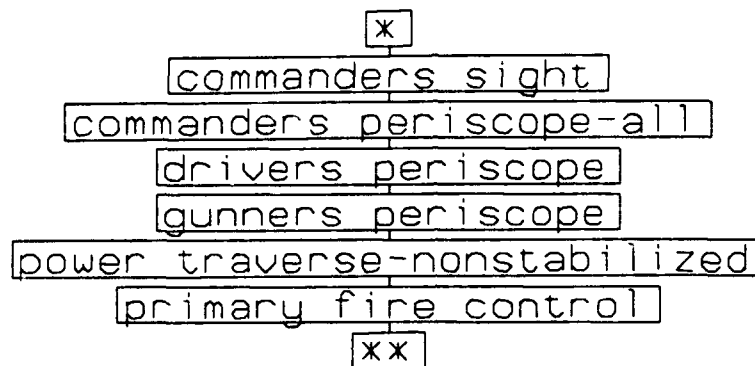 *
commanders sight
commanders periscope-all
drivers periscope
gunners periscope
power traverse-nonstabilized
primary fire control
**